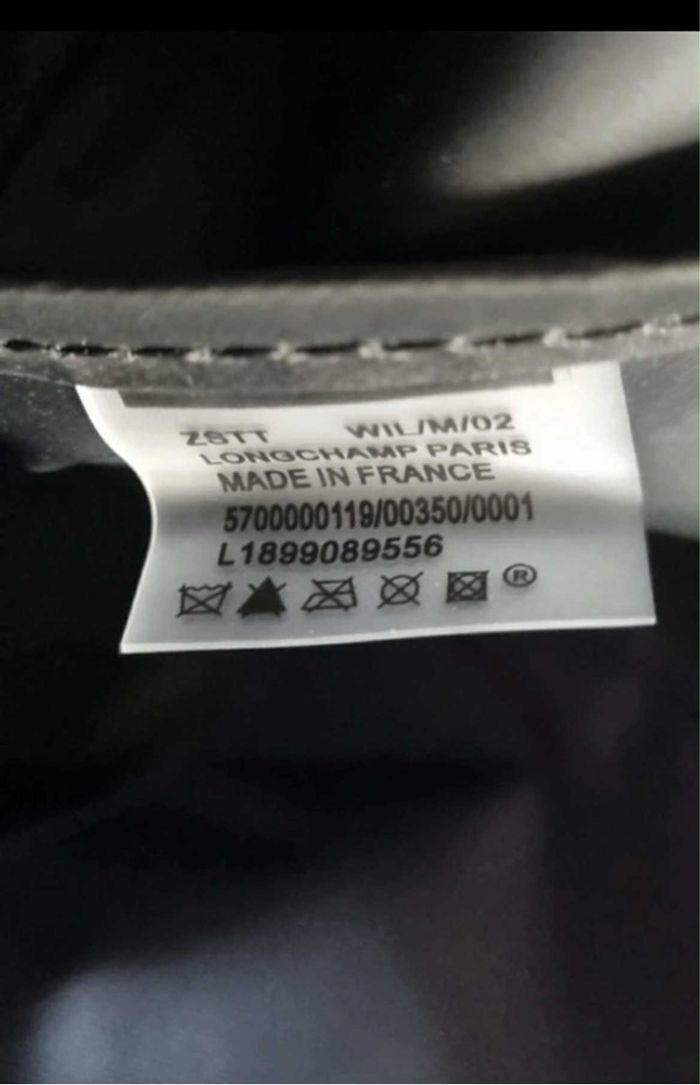 ZSTT WIL/M/02
LONGCHAMP PARIS
MADE IN FRANCE
5700000119/00350/0001
L1899089556
®